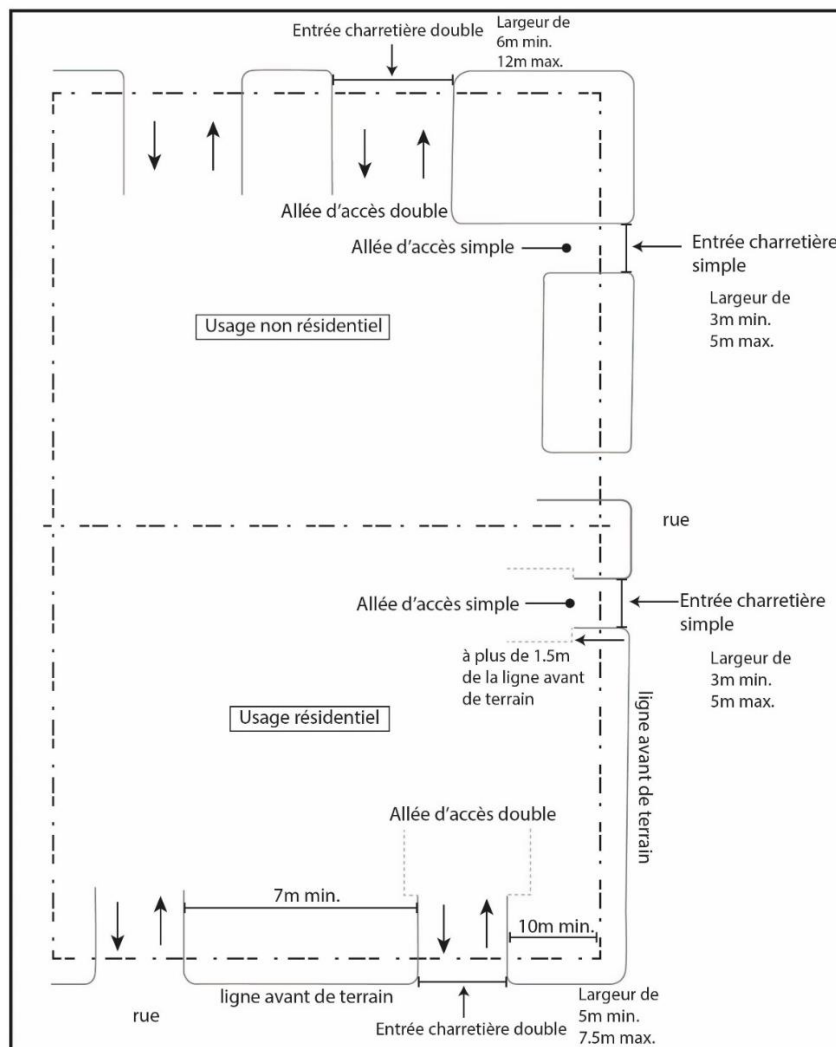 Entrée charretière double
Largeur de
6m min.
12m max.
Allée d'accès double
Allée d'accès simple
Entrée charretière
simple
Largeur de
3m min.
5m max.
Usage non résidentiel
rue
Allée d'accès simple
Entrée charretière
simple
à plus de 1.5m
de la ligne avant
de terrain
Largeur de
3m min.
5m max.
Usage résidentiel
ligne avant de terrain
Allée d'accès double
7m min.
10m min.
ligne avant de terrain
rue
Entrée charretière double
Largeur de
5m min.
7.5m max.